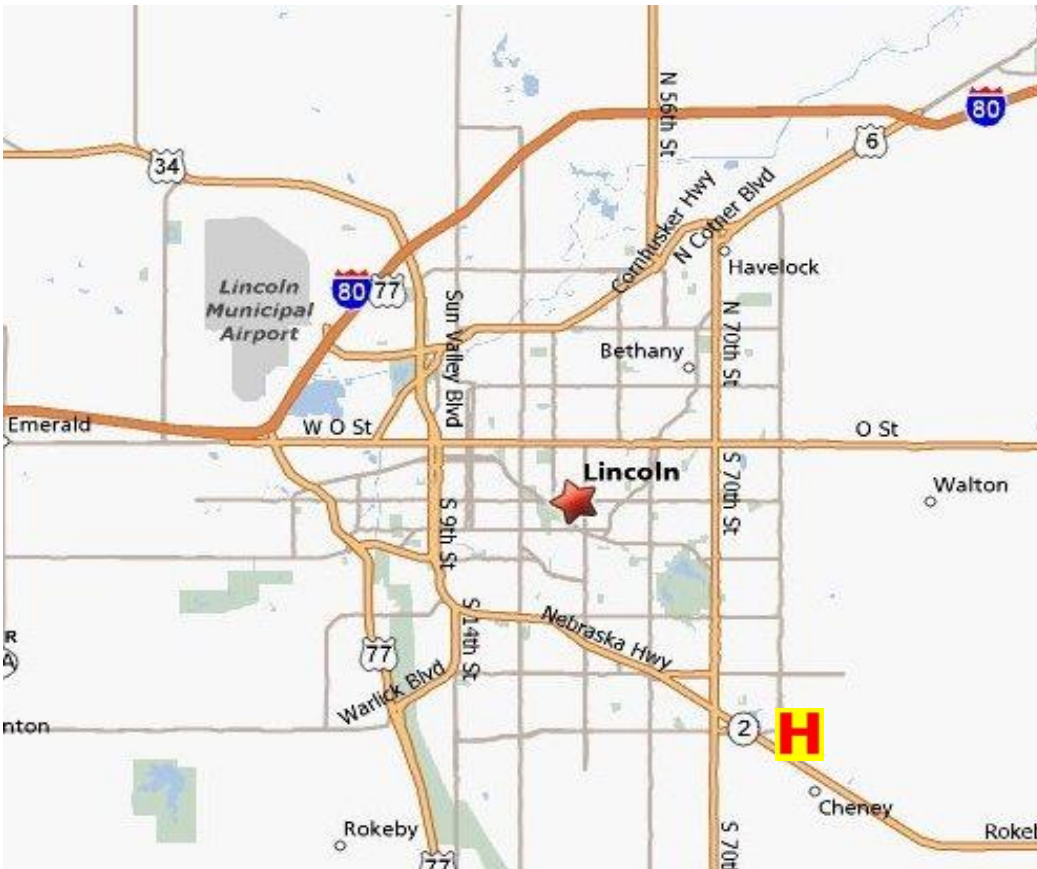 N 56th St
80
6
34
Cornhusker Hwy
N Cotner Blvd
Havelock
Lincoln
Municipal
Airport
80
77
Sun Valley Blvd
N 70th St
Bethany
Emerald
W O St
O St
Lincoln
S 70th St
Walton
S 9th St
S 14th St
Nebraska Hwy
R
A
77
Warlick Blvd
nton
2
H
Cheney
Rokeby
S 70th
Rokeb
77